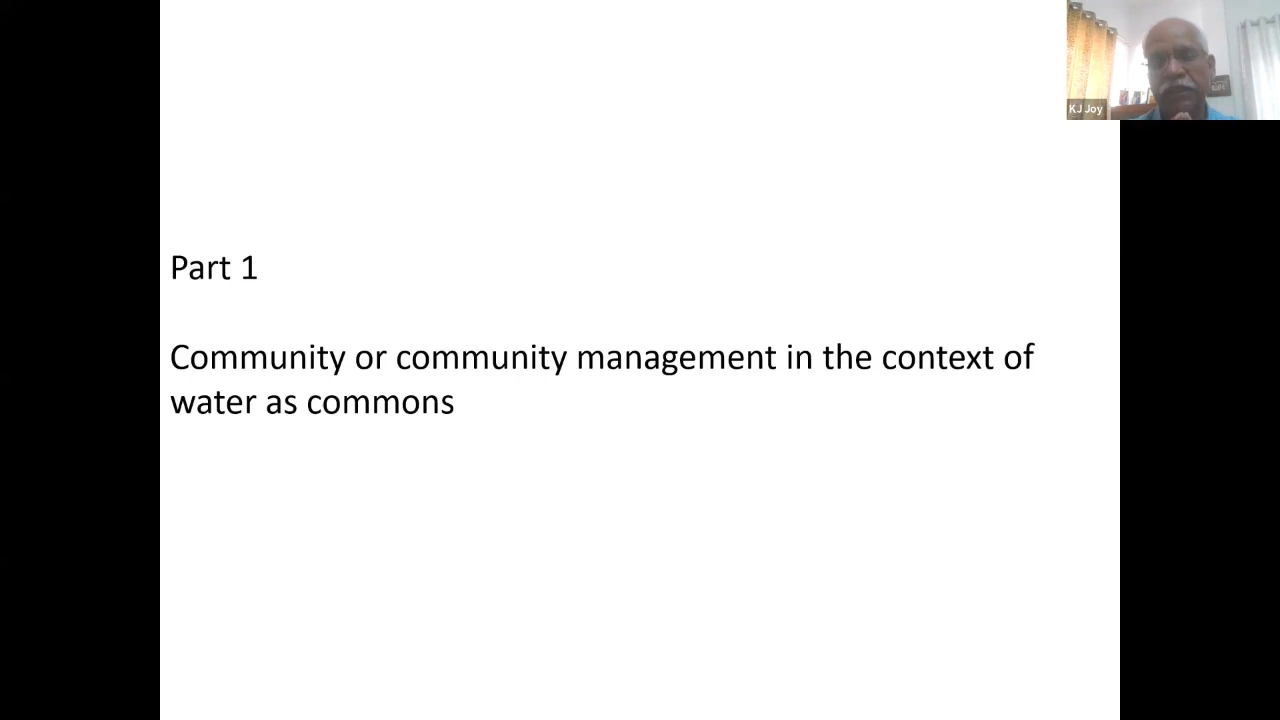 KJ Joy
Part 1
Community or community management in the context of
water as commons